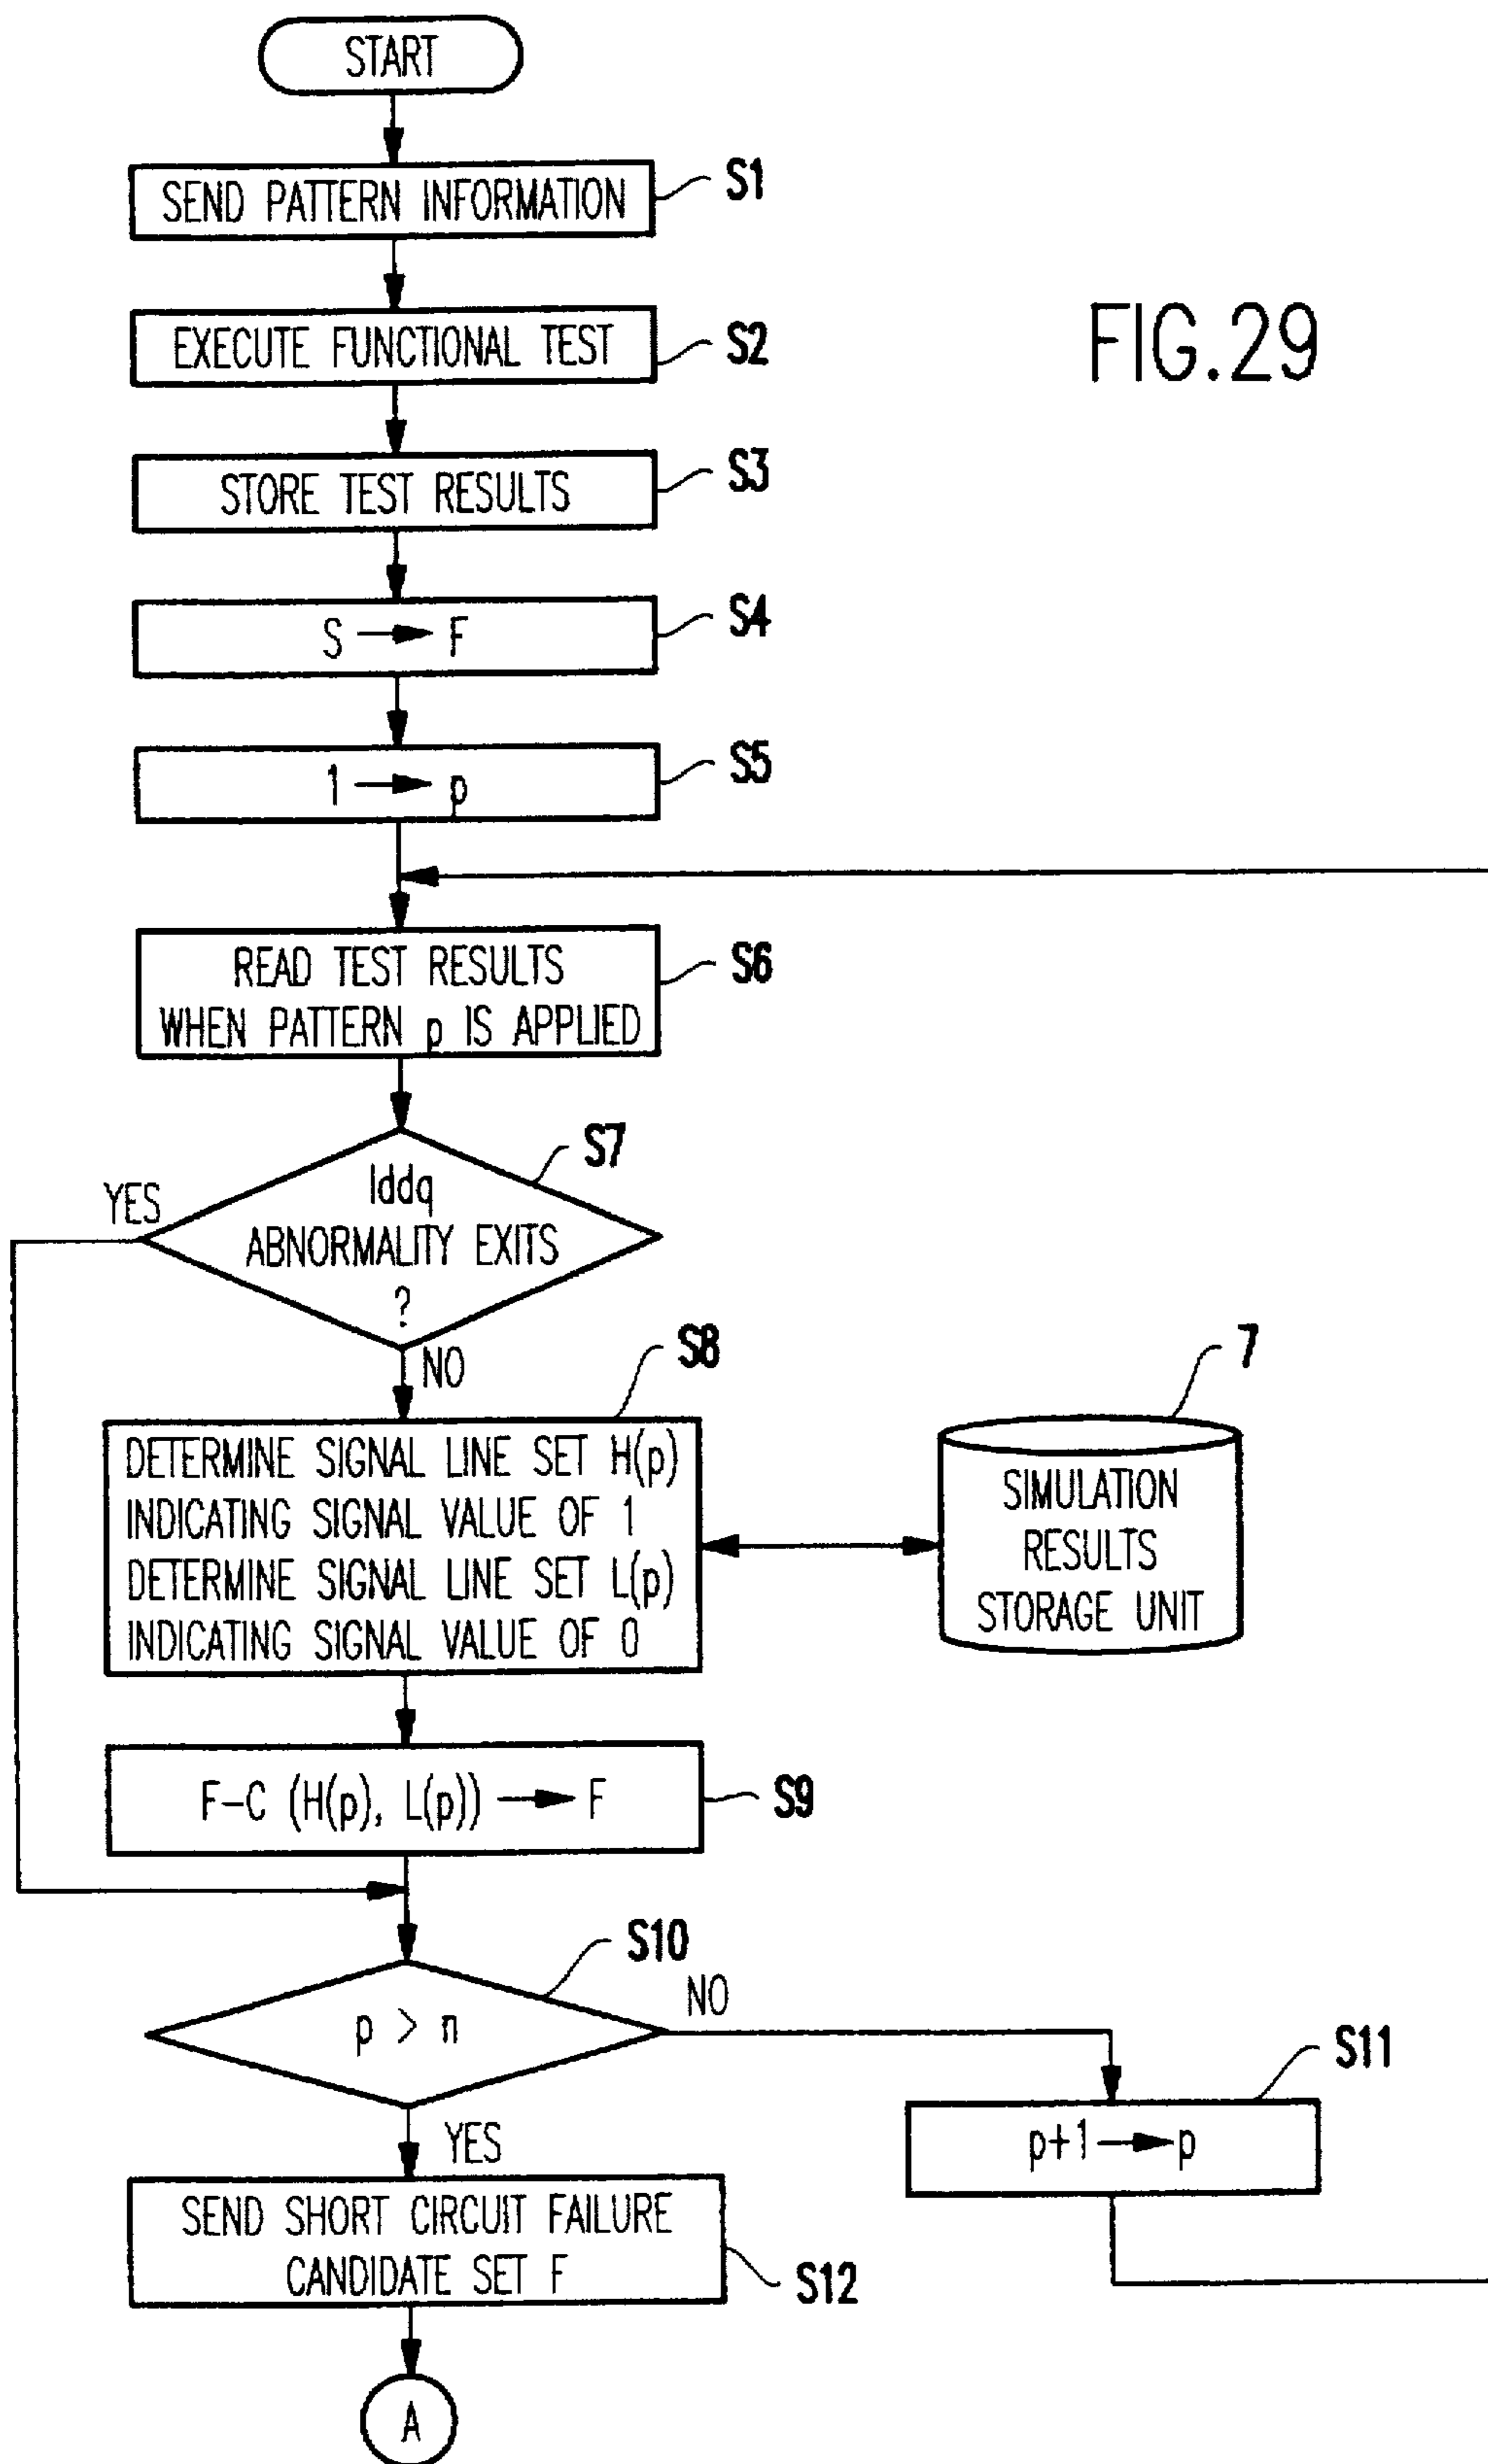 START
SEND PATTERN INFORMATION
S1
EXECUTE FUNCTIONAL TEST
S2
FIG.29
STORE TEST RESULTS
S3
S → F
S4
1 → p
S5
READ TEST RESULTS
WHEN PATTERN p IS APPLIED
S6
S7
YES
Iddq
ABNORMALITY EXITS
?
NO
S8
7
DETERMINE SIGNAL LINE SET H(p)
INDICATING SIGNAL VALUE OF 1
DETERMINE SIGNAL LINE SET L(p)
INDICATING SIGNAL VALUE OF 0
SIMULATION
RESULTS
STORAGE UNIT
F-C (H(p), L(p)) → F
S9
S10
NO
p > n
S11
p+1 → p
YES
SEND SHORT CIRCUIT FAILURE
CANDIDATE SET F
S12
A